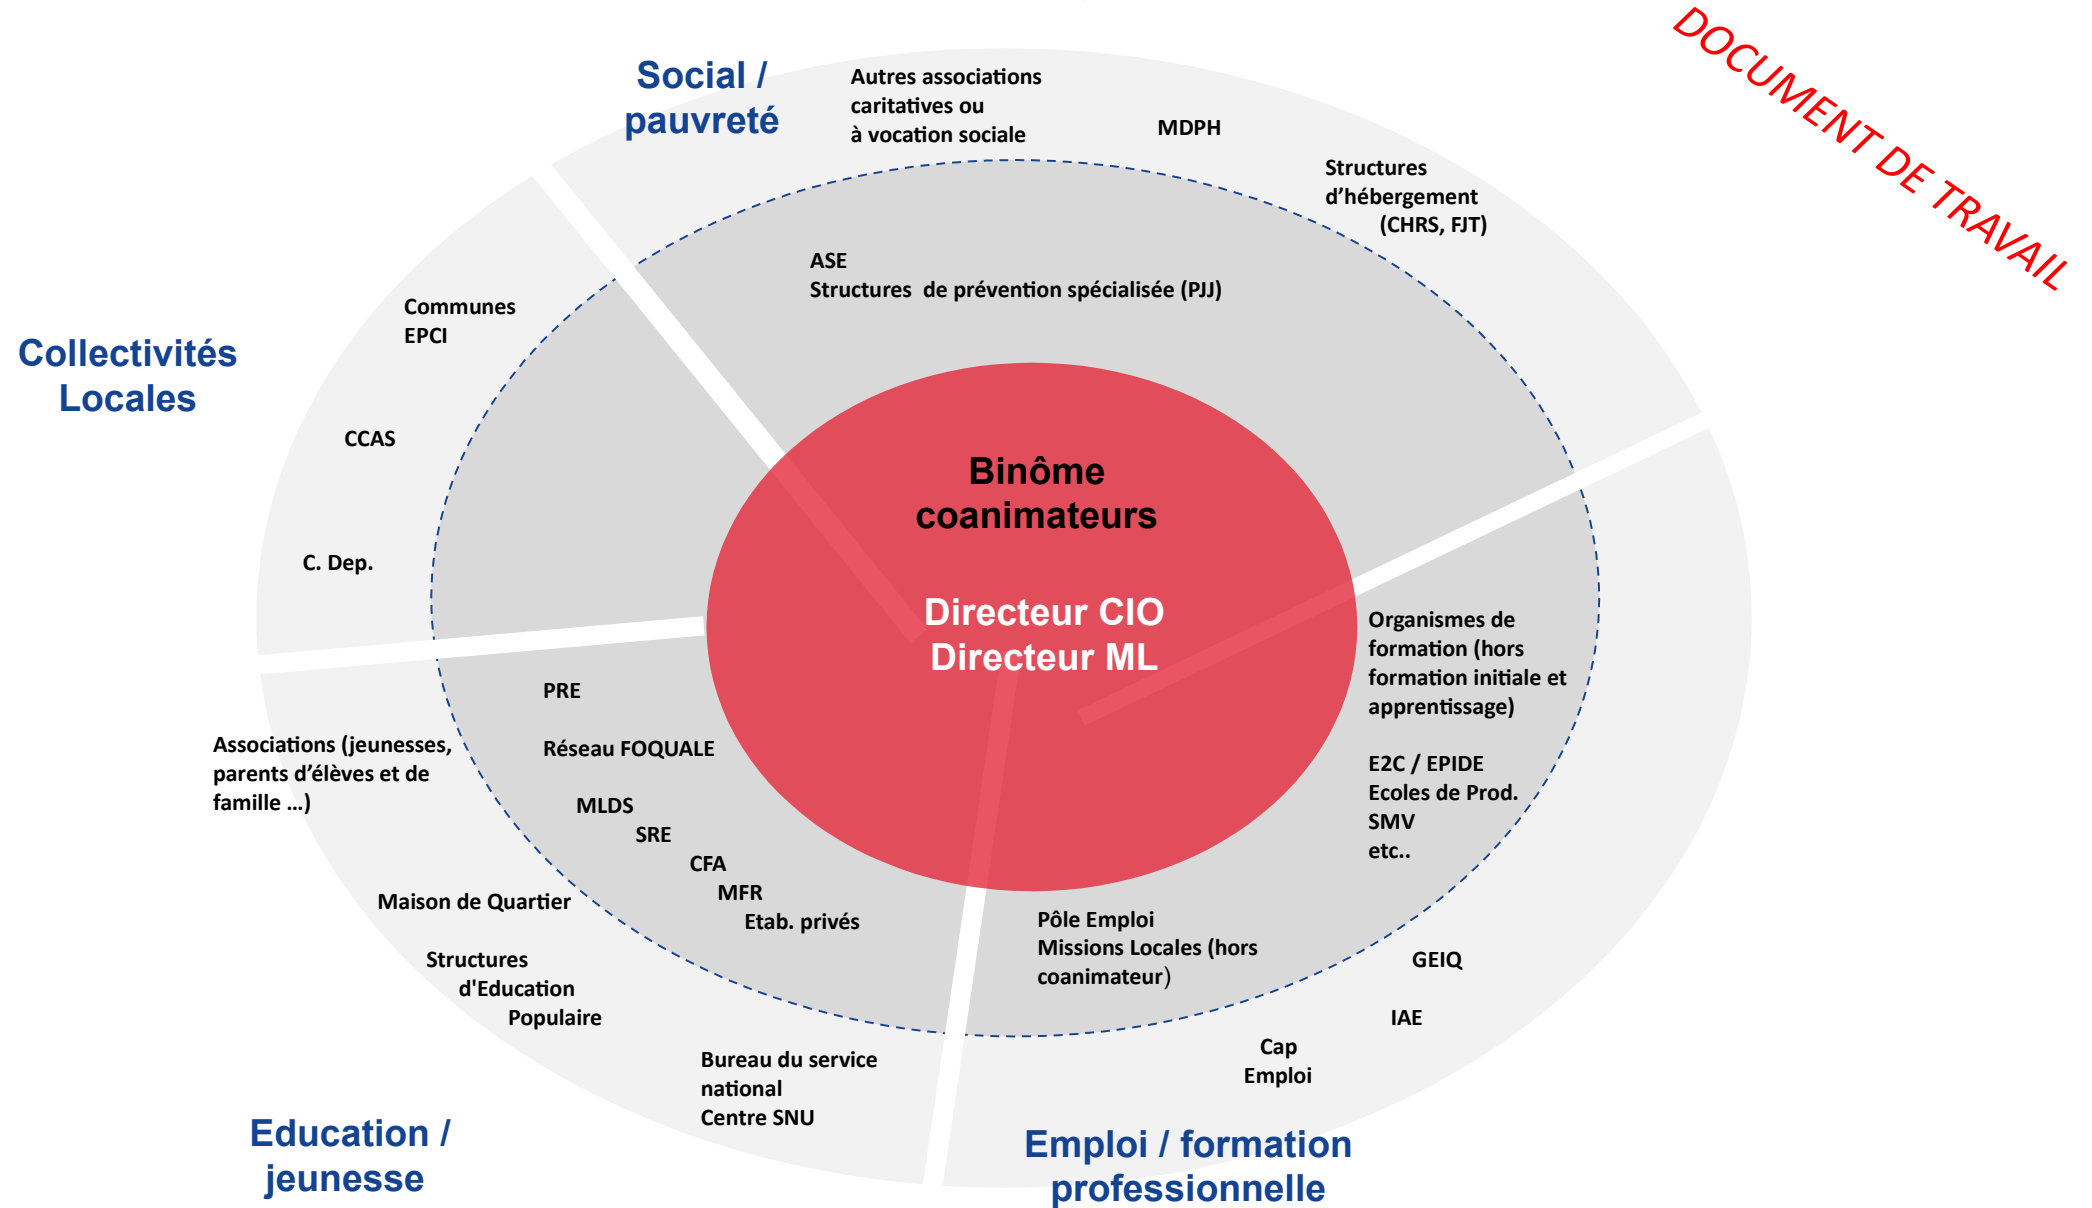 DOCUMENT DE TRAVAIL
Social /
pauvreté
Autres associations
caritatives ou
à vocation sociale
MDPH
Structures
d’hébergement
(CHRS, FJT)
ASE
Structures  de prévention spécialisée (PJJ)
Collectivités
Locales
Communes
EPCI
CCAS
C. Dep.
Binôme
coanimateurs
Directeur CIO
Directeur ML
Organismes de
formation (hors
formation initiale et
apprentissage)
E2C / EPIDE
Ecoles de Prod.
SMV
etc..
PRE
Réseau FOQUALE
MLDS
SRE
CFA
MFR
Etab. privés
Associations (jeunesses,
parents d’élèves et de
famille ...)
Maison de Quartier
Structures
d'Education
Populaire
Bureau du service
national
Centre SNU
Pôle Emploi
Missions Locales (hors
coanimateur)
GEIQ
IAE
Cap
Emploi
Education /
jeunesse
Emploi / formation
professionnelle